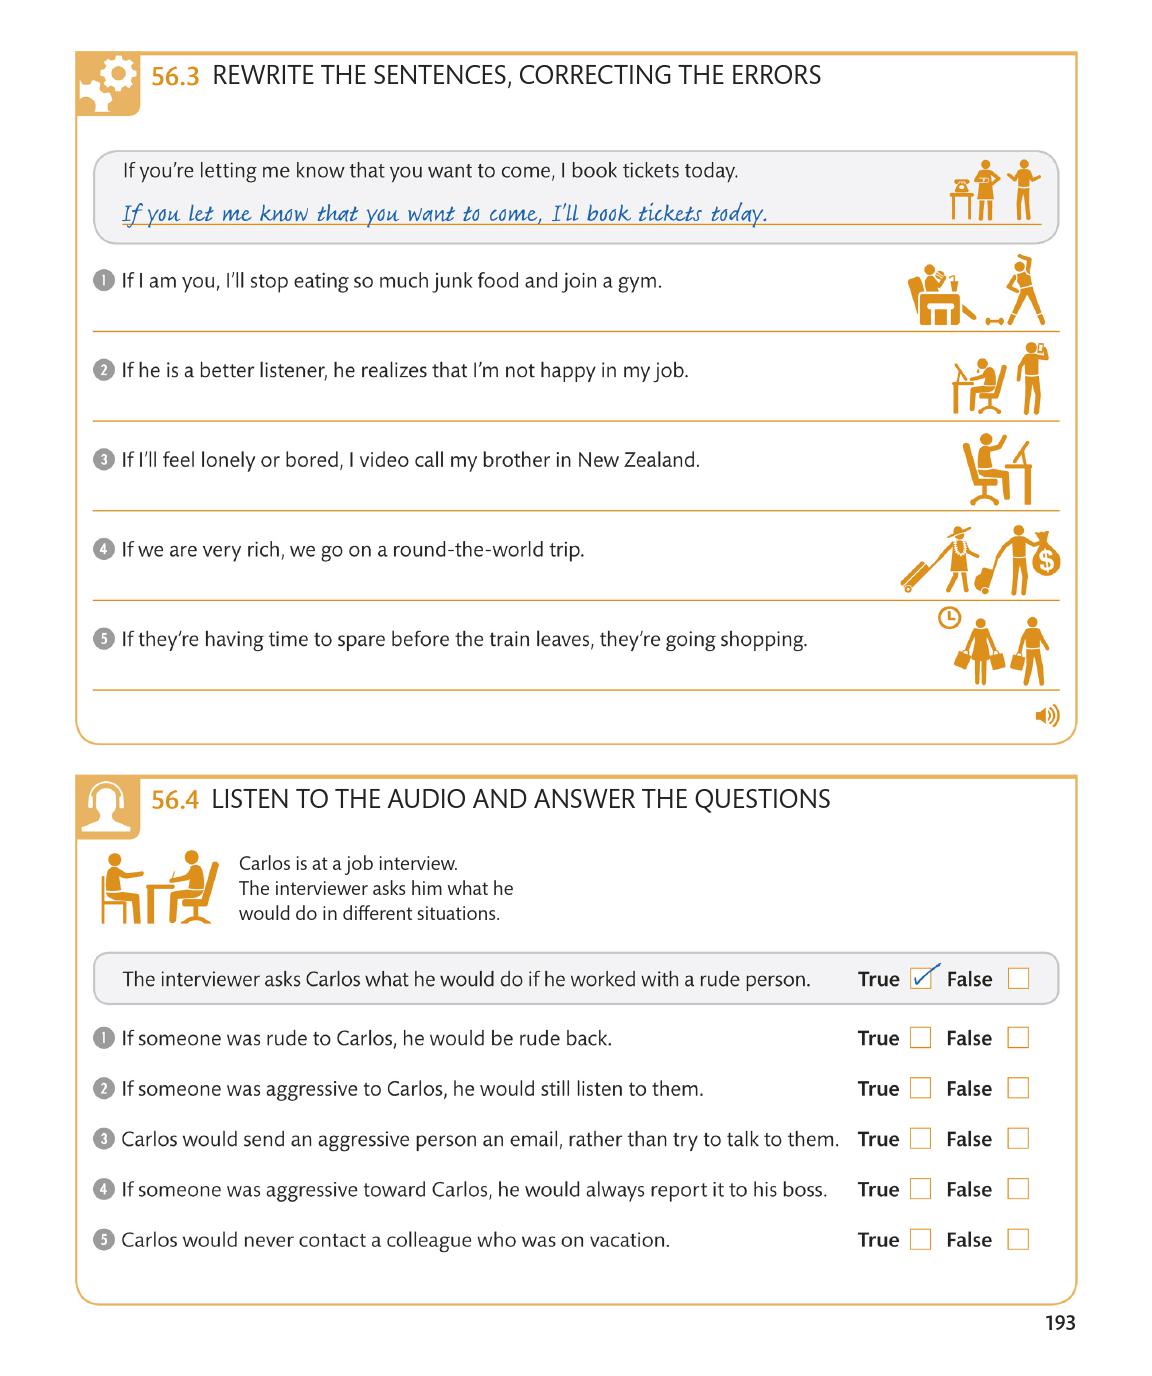 56.3 REWRITE THE SENTENCES, CORRECTING THE ERRORS
If you're letting me know that you want to come, I book tickets today.
If you let me know that you want to come, I'll book tickets today.
1 If I am you, I'll stop eating so much junk food and join a gym.
2 If he is a better listener, he realizes that I'm not happy in my job.
3 If I'll feel lonely or bored, I video call my brother in New Zealand.
4 If we are very rich, we go on a round-the-world trip.
$
5 If they're having time to spare before the train leaves, they're going shopping.
56.4 LISTEN TO THE AUDIO AND ANSWER THE QUESTIONS
Carlos is at a job interview.
The interviewer asks him what he
would do in different situations.
The interviewer asks Carlos what he would do if he worked with a rude person. True False
1 If someone was rude to Carlos, he would be rude back. True False
2 If someone was aggressive to Carlos, he would still listen to them. True False
3 Carlos would send an aggressive person an email, rather than try to talk to them. True False
4 If someone was aggressive toward Carlos, he would always report it to his boss. True False
5 Carlos would never contact a colleague who was on vacation. True False
193